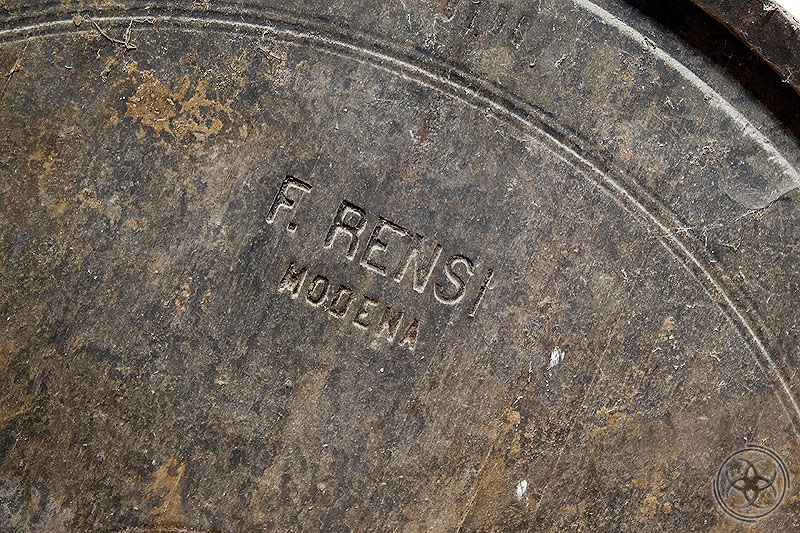 F. RENSI
MODENA